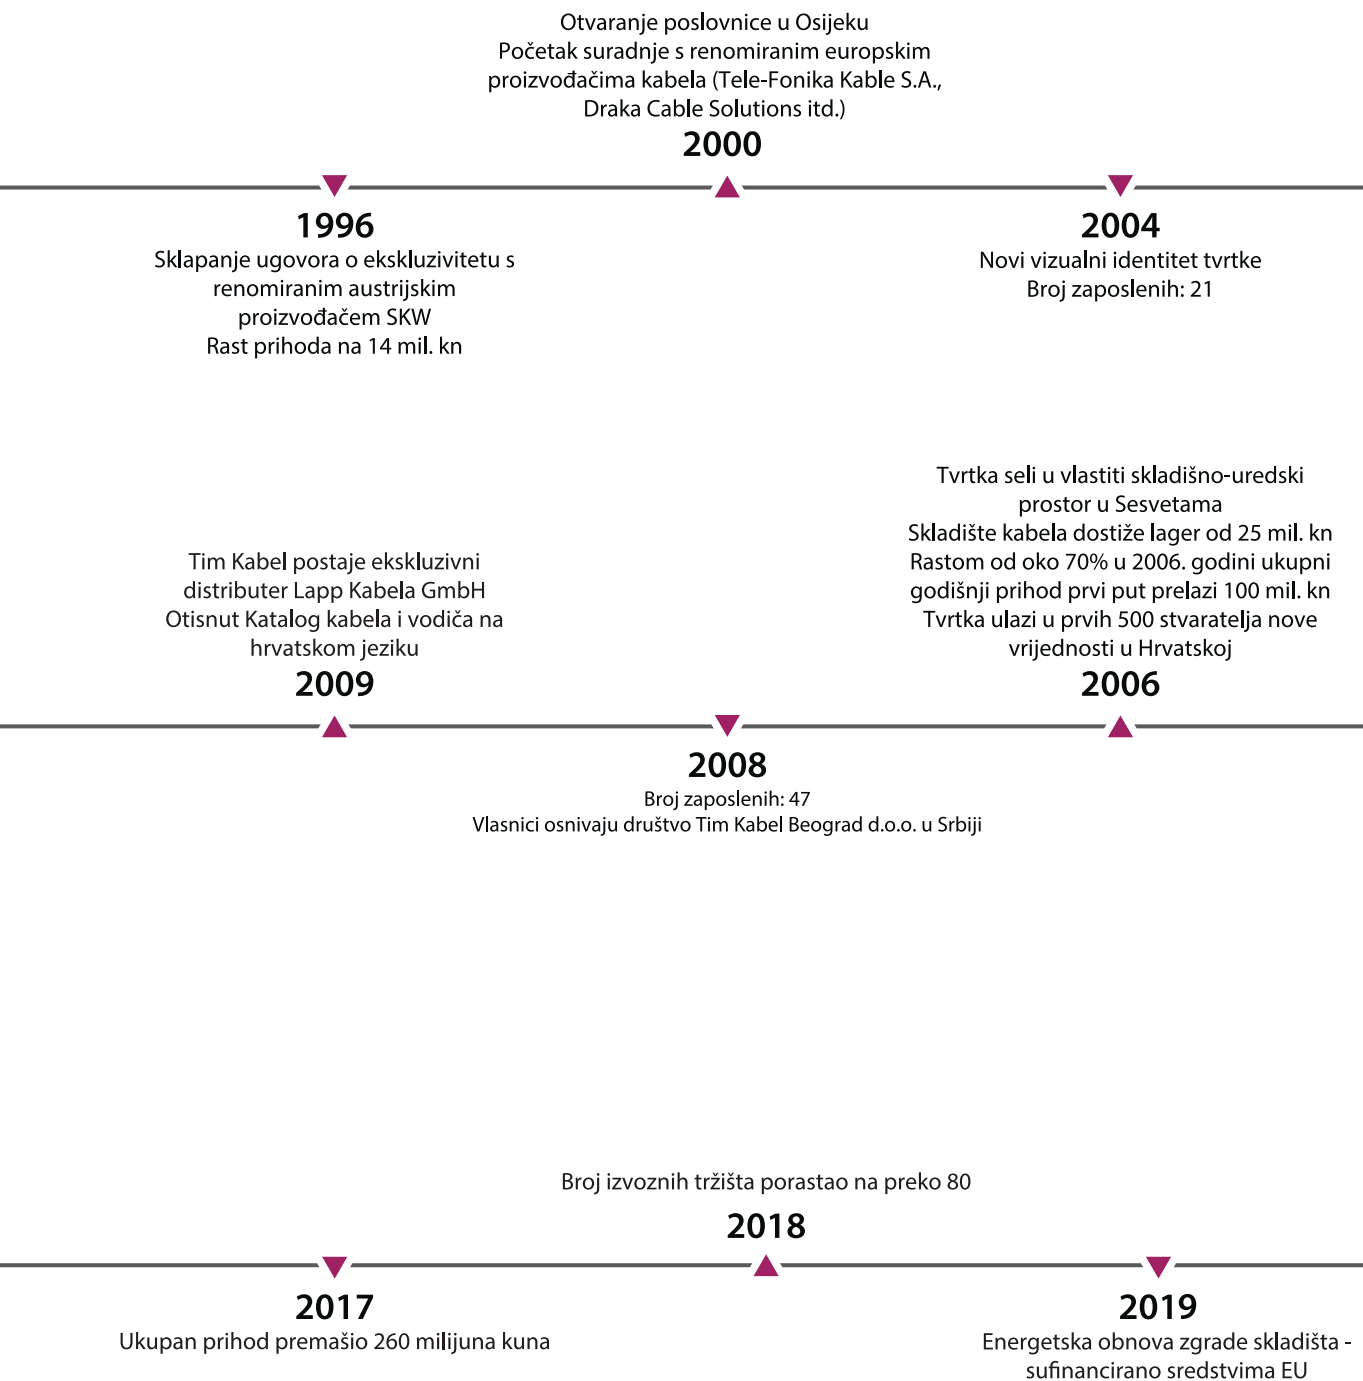 Otvaranje poslovnice u Osijeku
Početak suradnje s renomiranim europskim
proizvođačima kabela (Tele-Fonika Kable S.A.,
Draka Cable Solutions itd.)
2000
1996
Sklapanje ugovora o ekskluzivitetu s
renomiranim austrijskim
proizvođačem SKW
Rast prihoda na 14 mil. kn
2004
Novi vizualni identitet tvrtke
Broj zaposlenih: 21
Tvrtka seli u vlastiti skladišno-uredski
prostor u Sesvetama
Skladište kabela dostiže lager od 25 mil. kn
Rastom od oko 70% u 2006. godini ukupni
godišnji prihod prvi put prelazi 100 mil. kn
Tvrtka ulazi u prvih 500 stvaratelja nove
vrijednosti u Hrvatskoj
2006
2008
Broj zaposlenih: 47
Vlasnici osnivaju društvo Tim Kabel Beograd d.o.o. u Srbiji
Tim Kabel postaje ekskluzivni
distributer Lapp Kabela GmbH
Otisnut Katalog kabela i vodiča na
hrvatskom jeziku
2009
2017
Ukupan prihod premašio 260 milijuna kuna
Broj izvoznih tržišta porastao na preko 80
2018
2019
Energetska obnova zgrade skladišta -
sufinancirano sredstvima EU